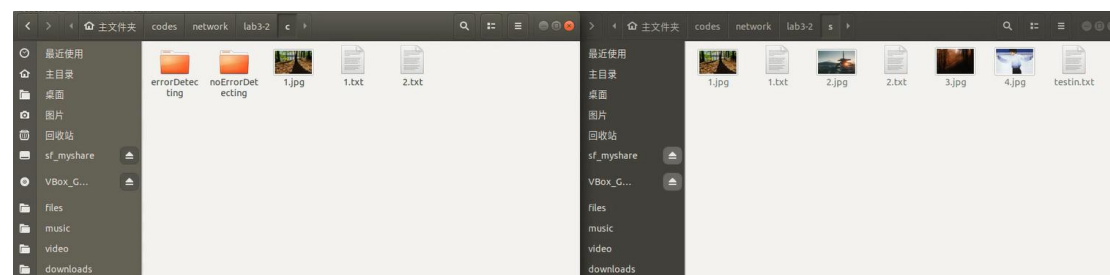 主文件夹 codes network lab3-2 c
最近使用
主目录
桌面
图片
回收站
sf_myshare
VBox_G...
files
music
video
downloads
errorDetec
ting
noErrorDet
ecting
1.jpg
1.txt
2.txt
主文件夹 codes network lab3-2 s
最近使用
主目录
桌面
图片
回收站
sf_myshare
VBox_G...
files
music
video
downloads
1.jpg
1.txt
2.jpg
2.txt
3.jpg
4.jpg
testin.txt